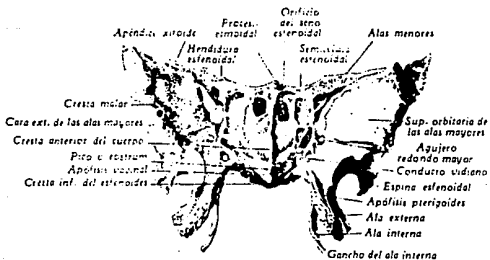 Orificio
Proceso del seno
etmoidal esfenoidal
Apéndice xifoide
Alas menores
Hendidura
esfenoidal
esfenoidal
Cresta malar
Cara ext. de las alas mayores
Cresta anterior del cuerpo
Pico o rostrum
Apófisis vaginal
Cresta inf. del esfenoides
Sup. orbitaria de
las alas mayores
Agujero
redondo mayor
Conducto vidiano
Espina esfenoidal
Apófisis pterigoides
Ala externa
Ala interna
Gancho del ala interna